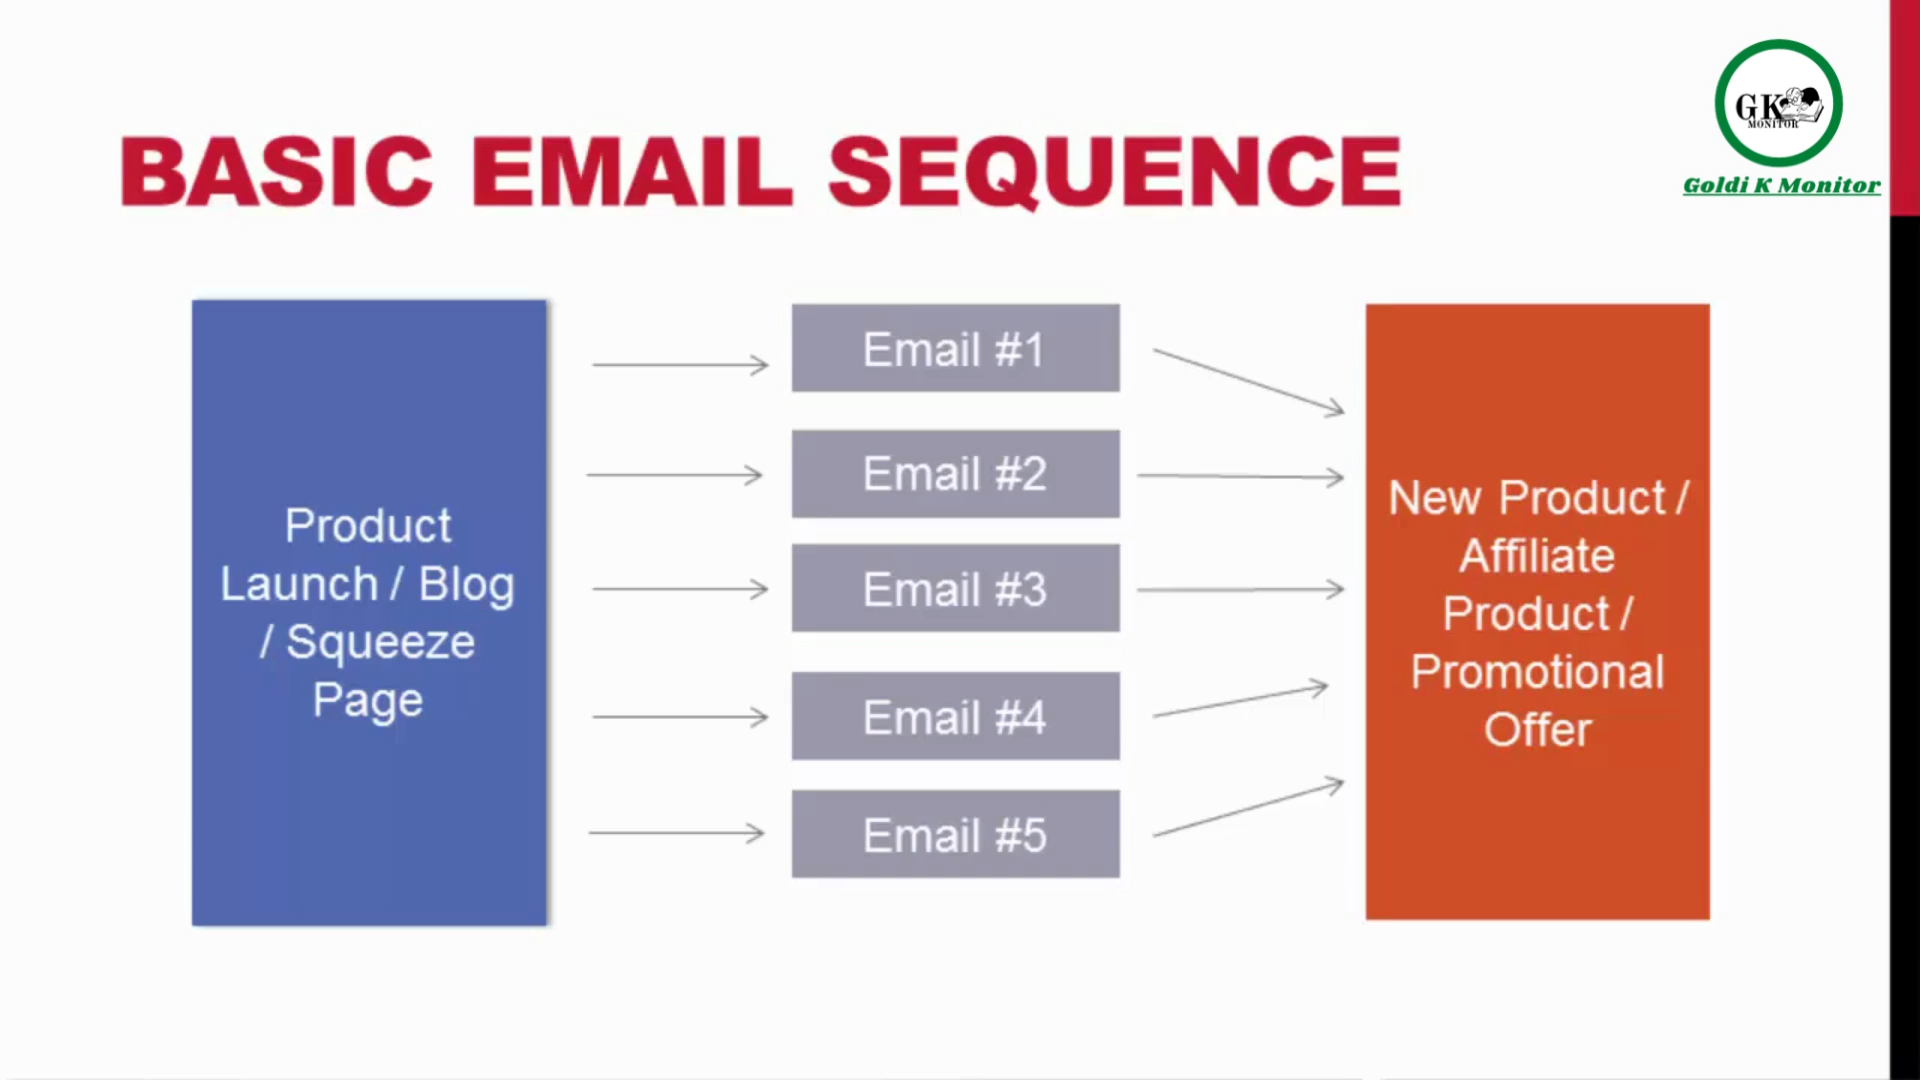 GK
MONITOR
Goldi K Monitor
BASIC EMAIL SEQUENCE
Product
Launch / Blog
/ Squeeze
Page
Email #1
Email #2
Email #3
Email #4
Email #5
New Product /
Affiliate
Product /
Promotional
Offer